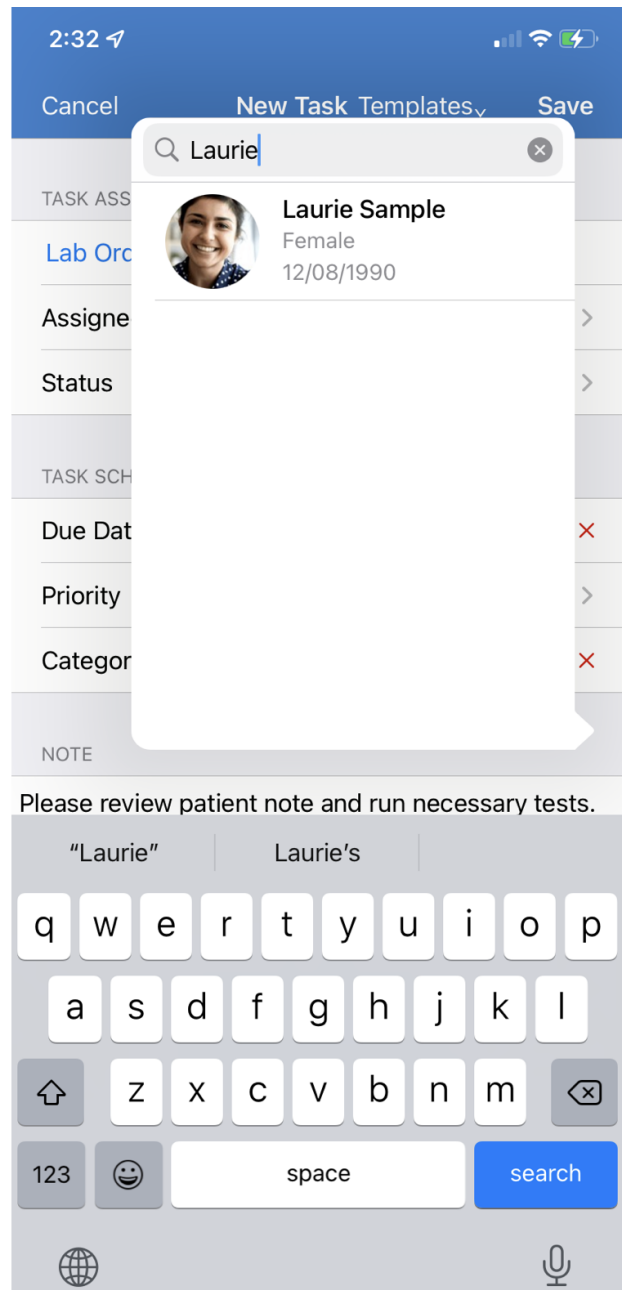 2:32
Cancel New Task Templates Save
Laurie
TASK ASS
Laurie Sample
Female
Lab Orc
12/08/1990
Assigne
Status
TASK SCH
Due Dat
Priority
Categor
NOTE
Please review patient note and run necessary tests.
“Laurie” Laurie’s
q w e r t y u i o p
a s d f g h j k l
z x c v b n m
123 space search